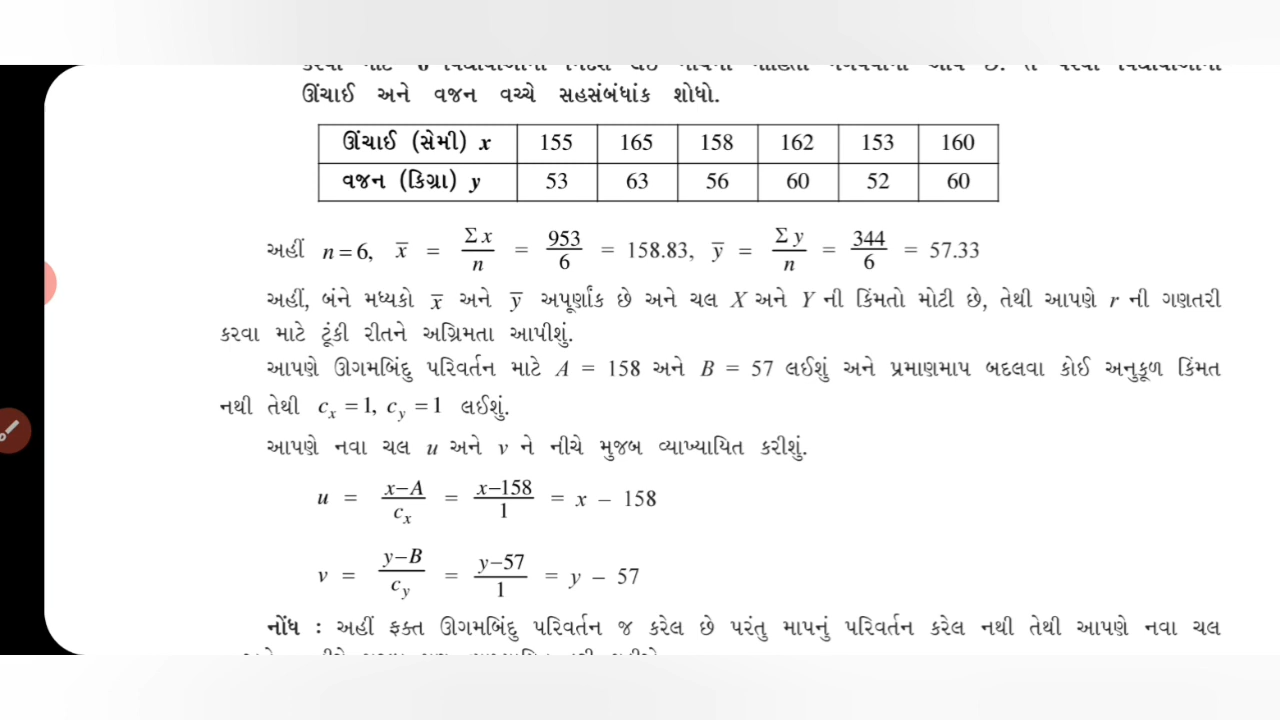 ઊંચાઈ અને વજન વચ્ચે સહસંબંધાંક શોધો.
ઊંચાઈ (સેમી) x 155 165 158 162 153 160
વજન (કિગ્રા) y 53 63 56 60 52 60
અહીં n = 6, x̅ = Σx/n = 953/6 = 158.83, y̅ = Σy/n = 344/6 = 57.33
અહીં, બંને મધ્યકો x̅ અને y̅ અપૂર્ણાંક છે અને ચલ X અને Y ની કિંમતો મોટી છે, તેથી આપણે r ની ગણતરી
કરવા માટે ટૂંકી રીતને અગ્રિમતા આપીશું.
આપણે ઊગમબિંદુ પરિવર્તન માટે A = 158 અને B = 57 લઈશું અને પ્રમાણમાપ બદલવા કોઈ અનુકૂળ કિંમત
નથી તેથી cₓ = 1, c_y = 1 લઈશું.
આપણે નવા ચલ u અને v ને નીચે મુજબ વ્યાખ્યાયિત કરીશું.
u = x–A/cₓ = x–158/1 = x – 158
v = y–B/c_y = y–57/1 = y – 57
નોંધ : અહીં ફક્ત ઊગમબિંદુ પરિવર્તન જ કરેલ છે પરંતુ માપનું પરિવર્તન કરેલ નથી તેથી આપણે નવા ચલ